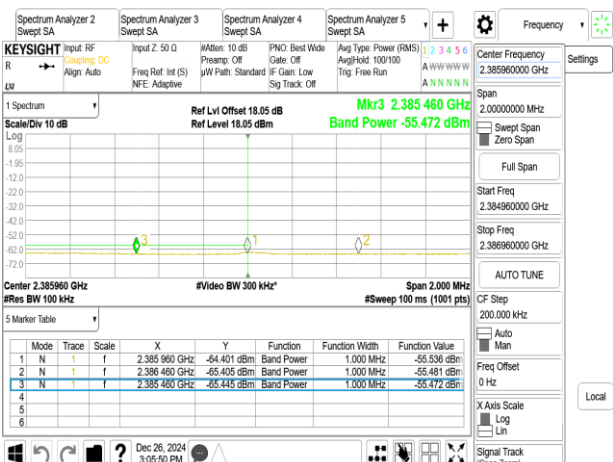 Spectrum Analyzer 2
Swept SA
Spectrum Analyzer 3
Swept SA
Spectrum Analyzer 4
Swept SA
Spectrum Analyzer 5
Swept SA
+
Frequency
KEYSIGHT
R
Input: RF
Coupling: DC
Align: Auto
Input Z: 50 Ω
Freq Ref: Int (S)
NFE: Adaptive
#Atten: 10 dB
Preamp: Off
µW Path: Standard
PNO: Best Wide
Gate: Off
IF Gain: Low
Sig Track: Off
Avg Type: Power (RMS)
Avg|Hold: 100/100
Trig: Free Run
1 2 3 4 5 6
A W W W W W
A N N N N N
1 Spectrum
Scale/Div 10 dB
Ref Lvl Offset 18.05 dB
Ref Level 18.05 dBm
Mkr3 2.385 460 GHz
Band Power -55.472 dBm
Log
8.05
-1.95
-12.0
-22.0
-32.0
-42.0
-52.0
-62.0
-72.0
3 1 2
Center 2.385960 GHz
#Res BW 100 kHz
#Video BW 300 kHz*
Span 2.000 MHz
#Sweep 100 ms (1001 pts)
5 Marker Table
Mode Trace Scale X Y Function Function Width Function Value
1 N 1 f 2.385 960 GHz -64.401 dBm Band Power 1.000 MHz -55.536 dBm
2 N 1 f 2.386 460 GHz -65.405 dBm Band Power 1.000 MHz -55.481 dBm
3 N 1 f 2.385 460 GHz -65.445 dBm Band Power 1.000 MHz -55.472 dBm
4
5
6
?
Dec 26, 2024
3:05:50 PM
Center Frequency
2.385960000 GHz
Span
2.00000000 MHz
Swept Span
Zero Span
Full Span
Start Freq
2.384960000 GHz
Stop Freq
2.386960000 GHz
AUTO TUNE
CF Step
200.000 kHz
Auto
Man
Freq Offset
0 Hz
X Axis Scale
Log
Lin
Signal Track
Settings
Local